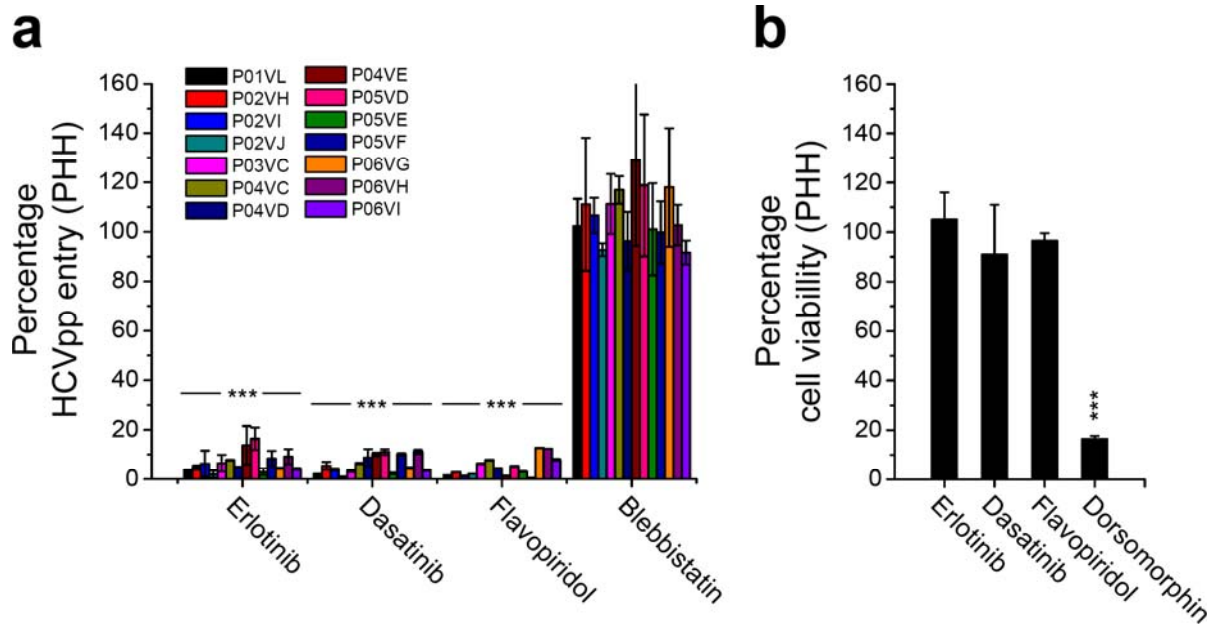 a
Percentage
HCVpp entry (PHH)
160
140
120
100
80
60
40
20
0
P01VL
P02VH
P02VI
P02VJ
P03VC
P04VC
P04VD
P04VE
P05VD
P05VE
P05VF
P06VG
P06VH
P06VI
*** 
***
***
Erlotinib
Dasatinib
Flavopiridol
Blebbistatin
b
Percentage
cell viabillity (PHH)
160
140
120
100
80
60
40
20
0
***
Erlotinib
Dasatinib
Flavopiridol
Dorsomorphin